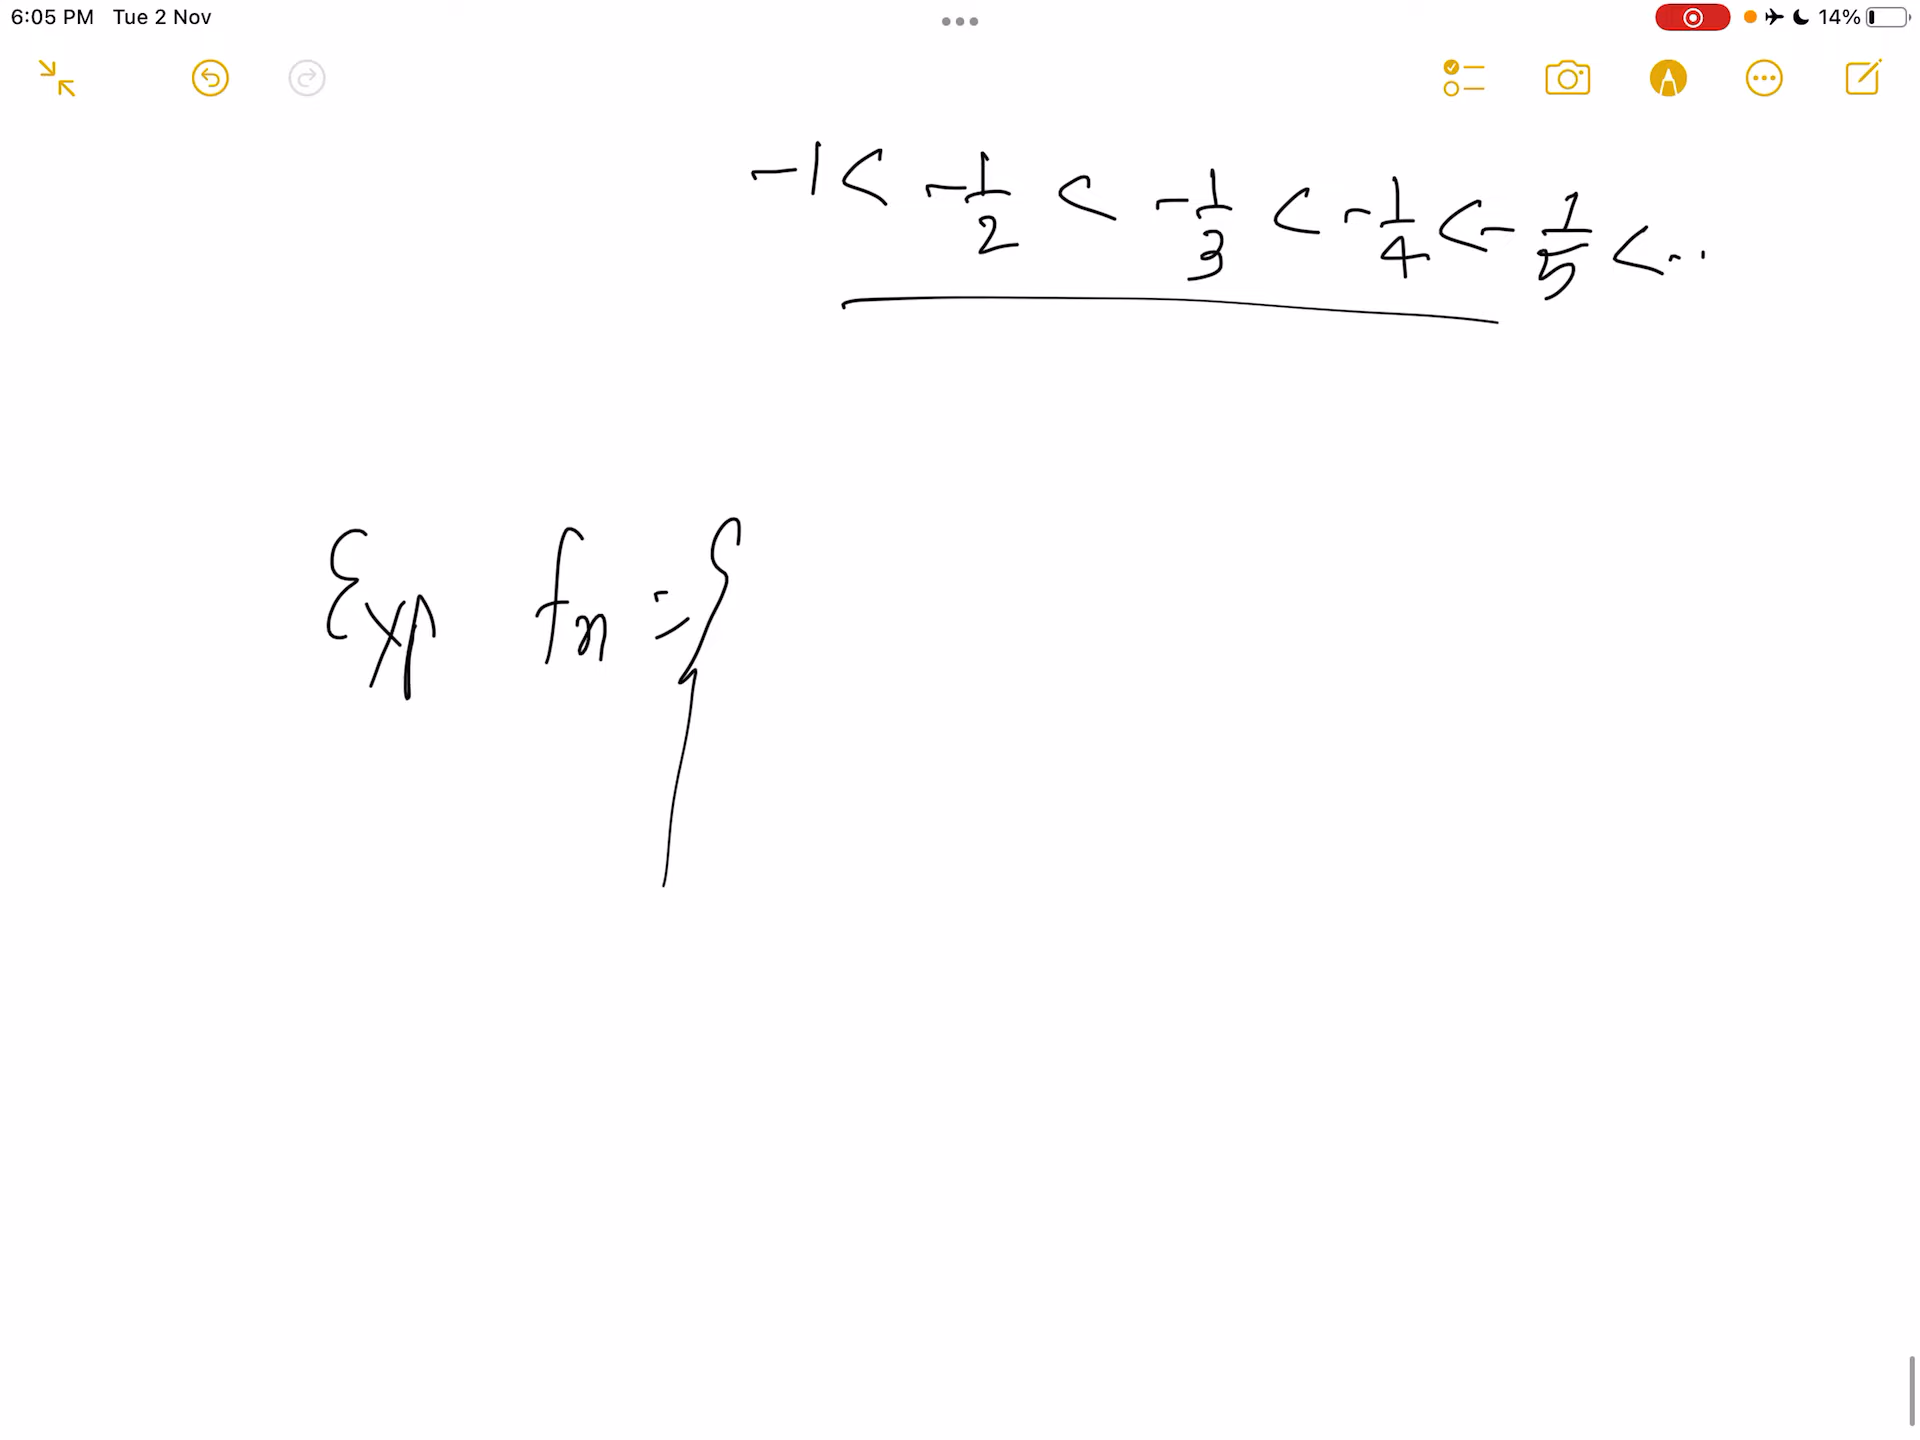 6:05 PM Tue 2 Nov
14%
-1 < -1/2 < -1/3 < -1/4 < -1/5 < ..
Exp fn = {